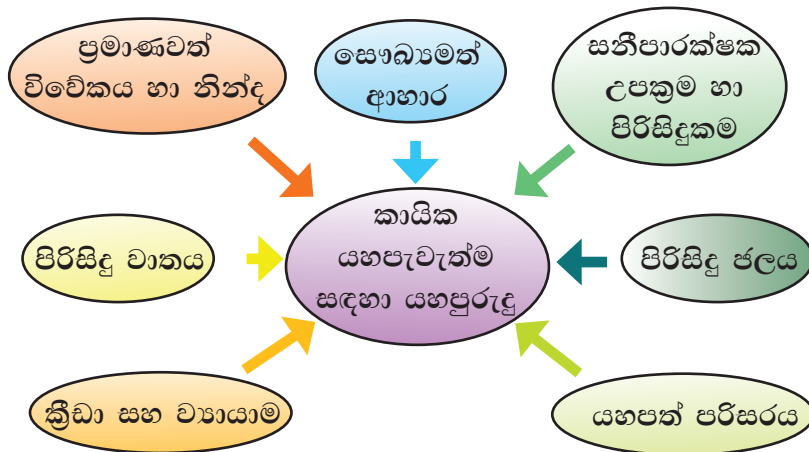 ප්‍රමාණවත්
විවේකය හා නින්ද
සෞඛ්‍යමත්
ආහාර
සනීපාරක්ෂක
උපක්‍රම හා
පිරිසිදුකම
පිරිසිදු වාතය
කායික
යහපැවැත්ම
සඳහා යහපුරුදු
පිරිසිදු ජලය
ක්‍රීඩා සහ ව්‍යායාම
යහපත් පරිසරය